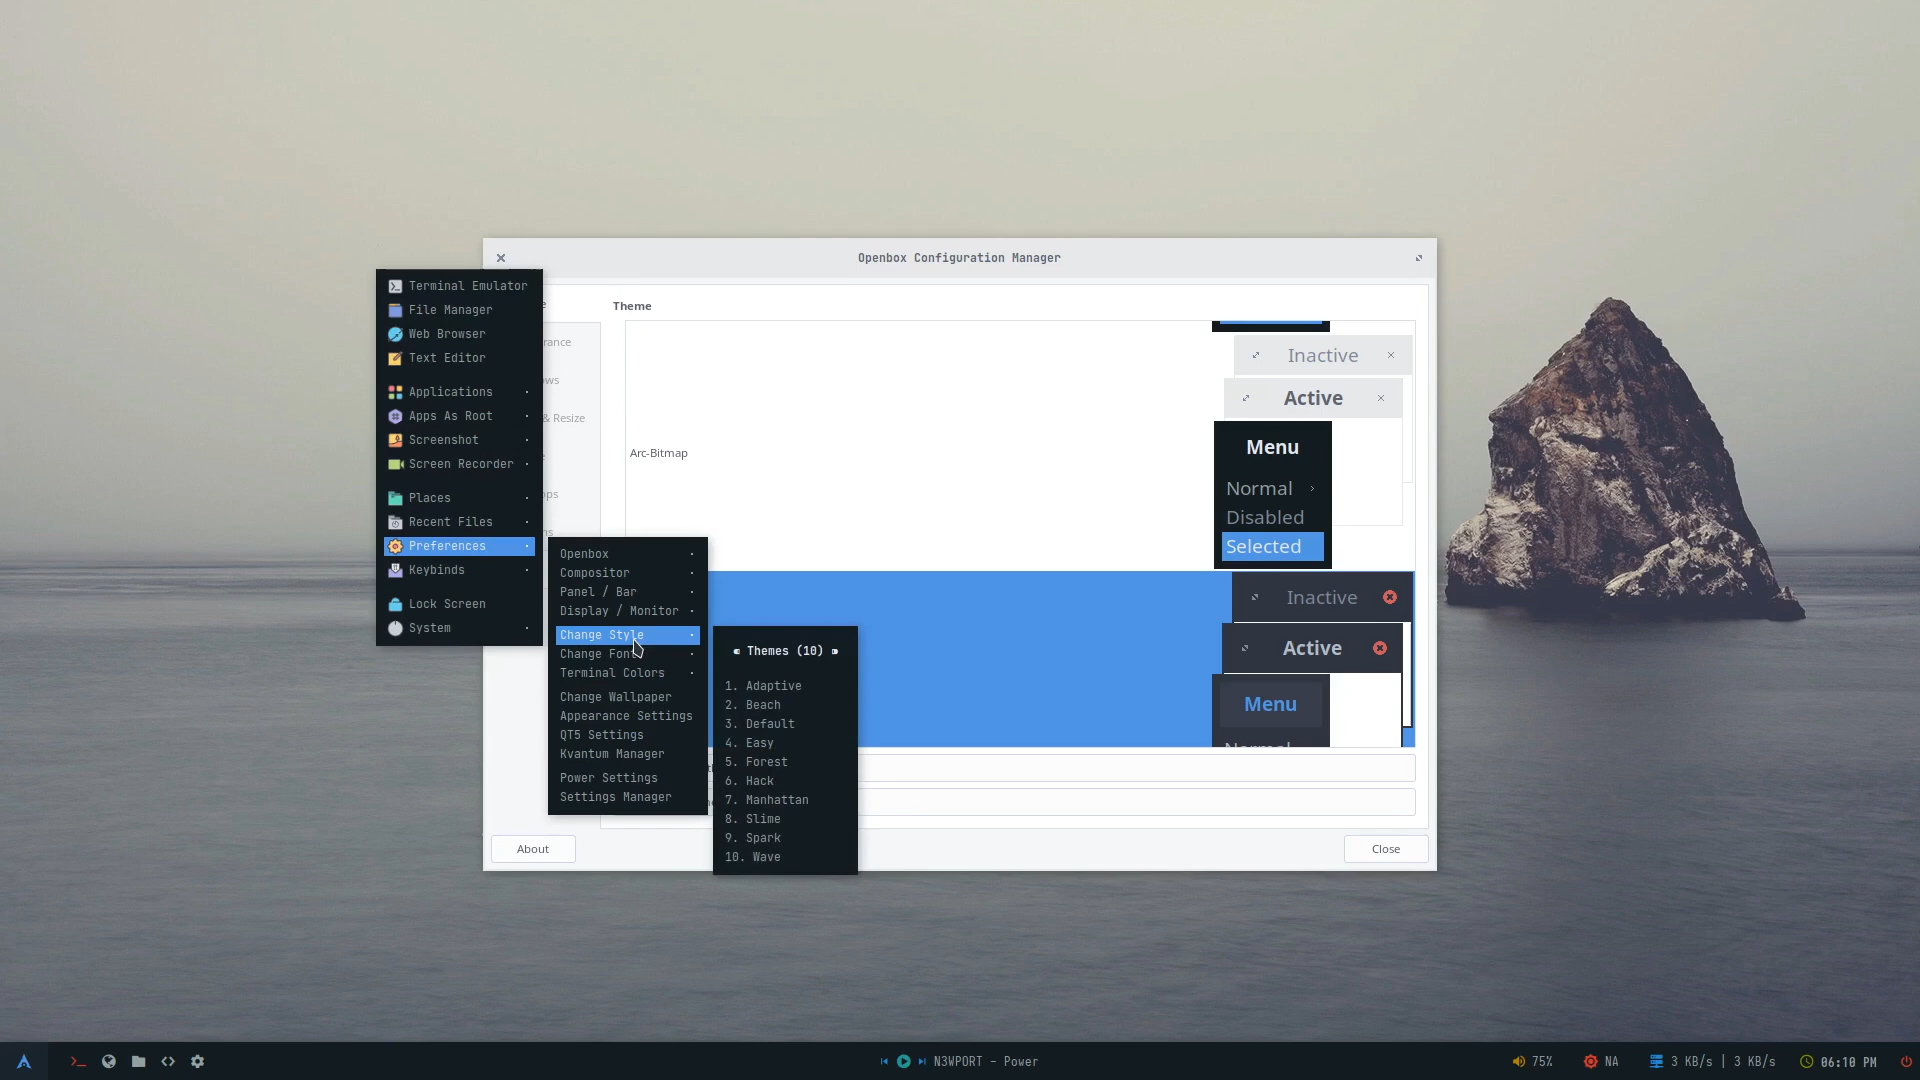 Openbox Configuration Manager
Terminal Emulator
File Manager
Web Browser
Text Editor
Applications
Apps As Root
Screenshot
Screen Recorder
Places
Recent Files
Preferences
Keybinds
Lock Screen
System
& Resize
Openbox
Compositor
Panel / Bar
Display / Monitor
Change Style
Change Font
Terminal Colors
Change Wallpaper
Appearance Settings
QT5 Settings
Kvantum Manager
Power Settings
Settings Manager
Themes (10)
1. Adaptive
2. Beach
3. Default
4. Easy
5. Forest
6. Hack
7. Manhattan
8. Slime
9. Spark
10. Wave
Theme
Arc-Bitmap
Inactive
Active
Menu
Normal
Disabled
Selected
Inactive
Active
Menu
Normal
About
Close
N3WPORT - Power
75%
NA
3 KB/s | 3 KB/s
06:10 PM